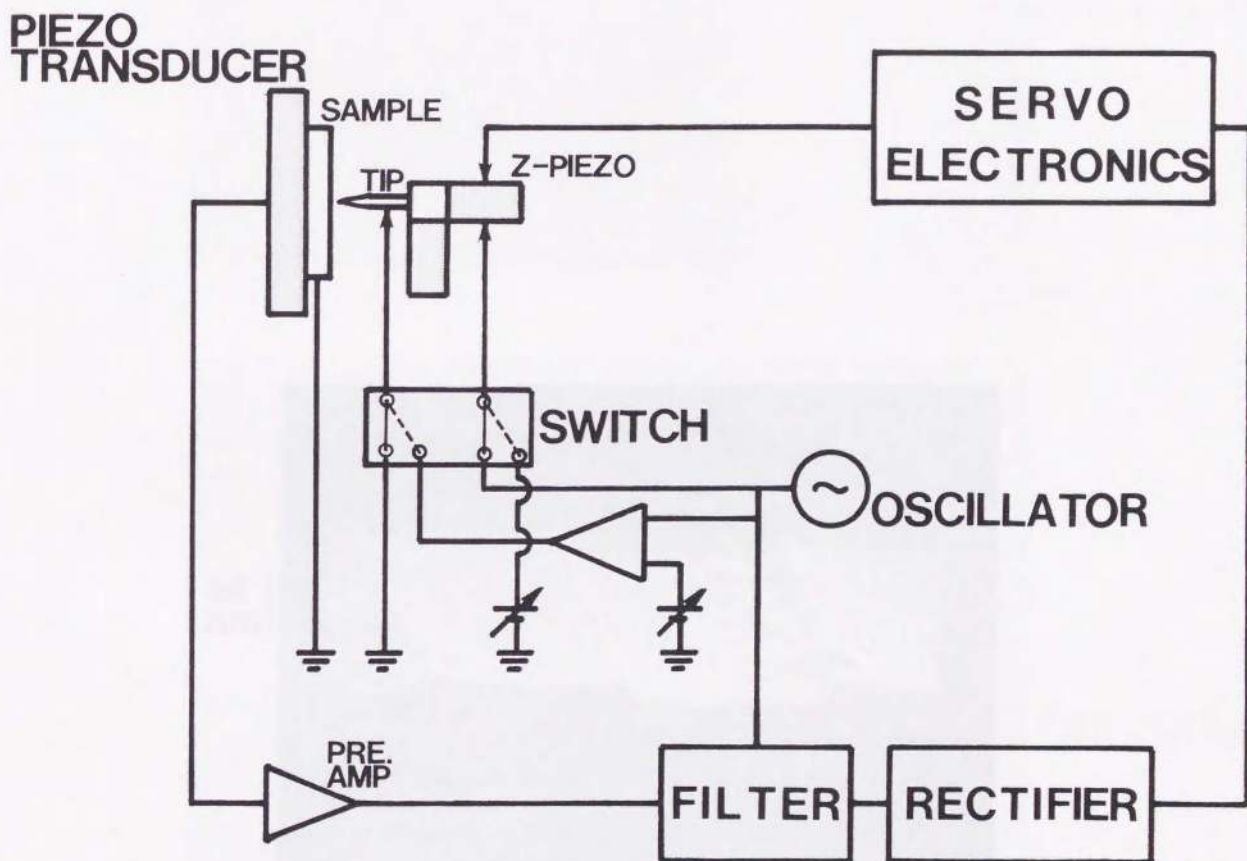 PIEZO
TRANSDUCER
SAMPLE
TIP
Z-PIEZO
SERVO
ELECTRONICS
SWITCH
OSCILLATOR
PRE.
AMP
FILTER
RECTIFIER